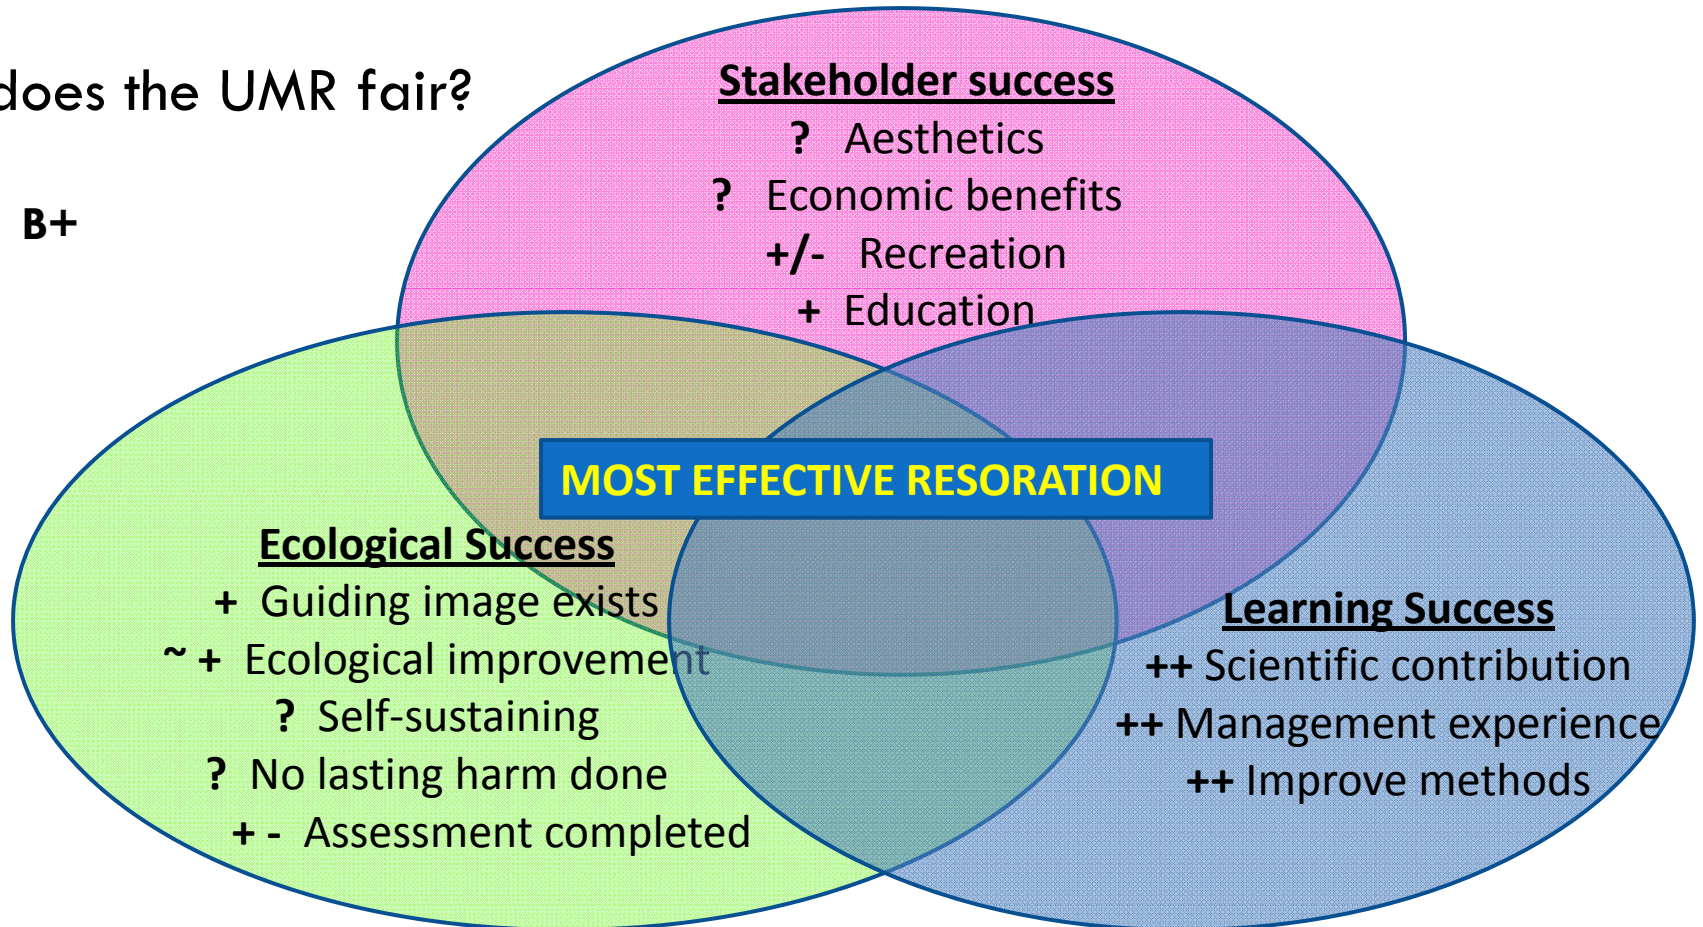 does the UMR fair?
B+
Stakeholder success
? Aesthetics
? Economic benefits
+/- Recreation
+ Education
MOST EFFECTIVE RESORATION
Ecological Success
+ Guiding image exists
~ + Ecological improvement
? Self-sustaining
? No lasting harm done
+ - Assessment completed
Learning Success
++ Scientific contribution
++ Management experience
++ Improve methods